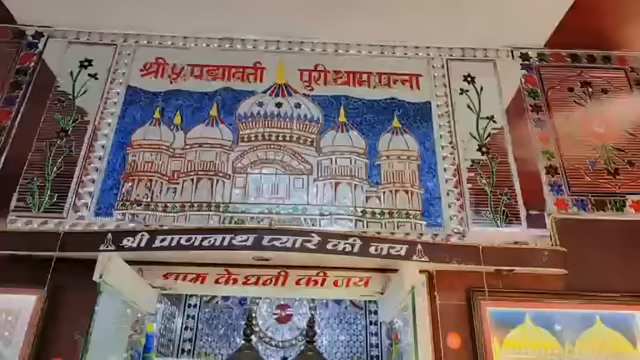 श्री ५ पद्मावती पुरी धाम पन्ना
श्री प्राणनाथ प्यारे की जय
धाम के धनी की जय